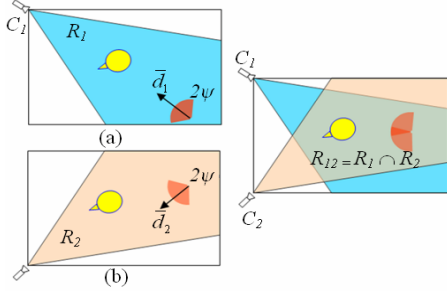 C₁
R₁
d̅₁
2ψ
(a)
2ψ
d̅₂
R₂
(b)
C₁
R₁₂ = R₁ ∩ R₂
C₂